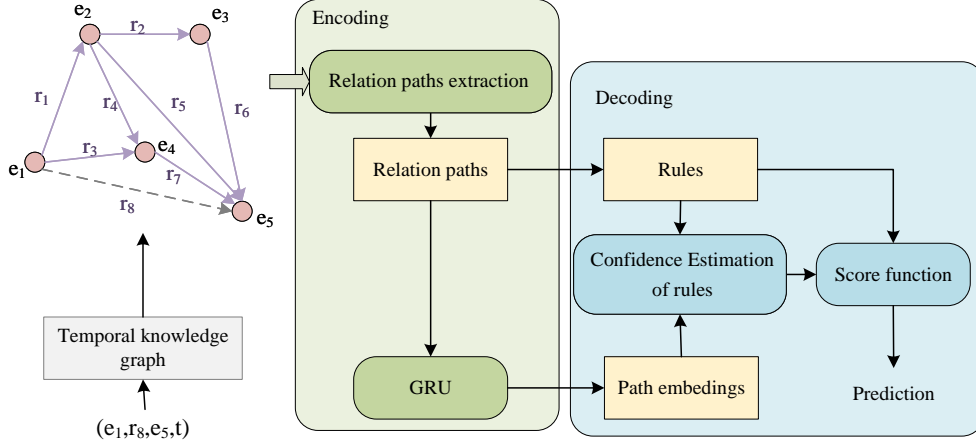 e₂
r₂
e₃
r₁
r₄
r₅
r₆
r₃
e₄
e₁
r₇
r₈
e₅
Temporal knowledge
graph
(e₁,r₈,e₅,t)
Encoding
Relation paths extraction
Relation paths
GRU
Decoding
Rules
Confidence Estimation
of rules
Score function
Path embedings
Prediction